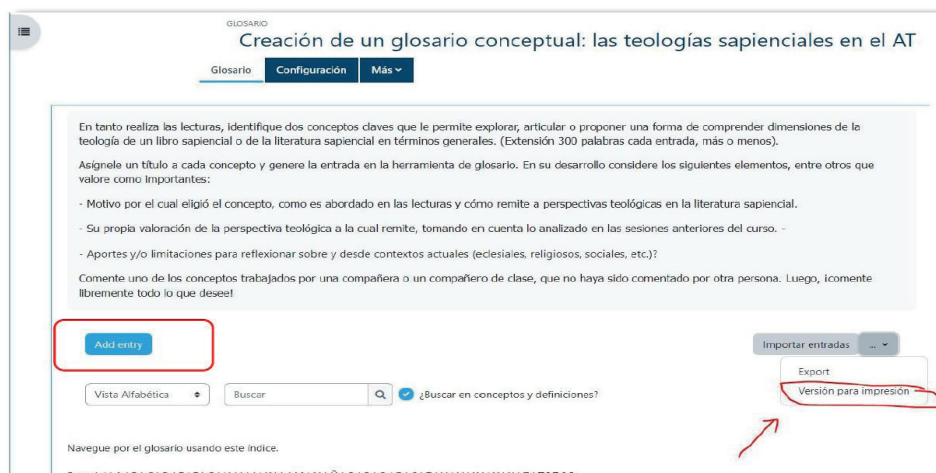 GLOSARIO
Creación de un glosario conceptual: las teologías sapienciales en el AT
Glosario Configuración Más
En tanto realiza las lecturas, identifique dos conceptos claves que le permite explorar, articular o proponer una forma de comprender dimensiones de la
teología de un libro sapiencial o de la literatura sapiencial en términos generales. (Extensión 300 palabras cada entrada, más o menos).
Asígnele un título a cada concepto y genere la entrada en la herramienta de glosario. En su desarrollo considere los siguientes elementos, entre otros que
valore como Importantes:
- Motivo por el cual eligió el concepto, como es abordado en las lecturas y cómo remite a perspectivas teológicas en la literatura sapiencial.
- Su propia valoración de la perspectiva teológica a la cual remite, tomando en cuenta lo analizado en las sesiones anteriores del curso. -
- Aportes y/o limitaciones para reflexionar sobre y desde contextos actuales (eclesiales, religiosos, sociales, etc.)?
Comente uno de los conceptos trabajados por una compañera o un compañero de clase, que no haya sido comentado por otra persona. Luego, ¡comente
libremente todo lo que desee!
Add entry
Importar entradas ...
Export
Versión para impresión
Vista Alfabética Buscar ¿Buscar en conceptos y definiciones?
Navegue por el glosario usando este índice.